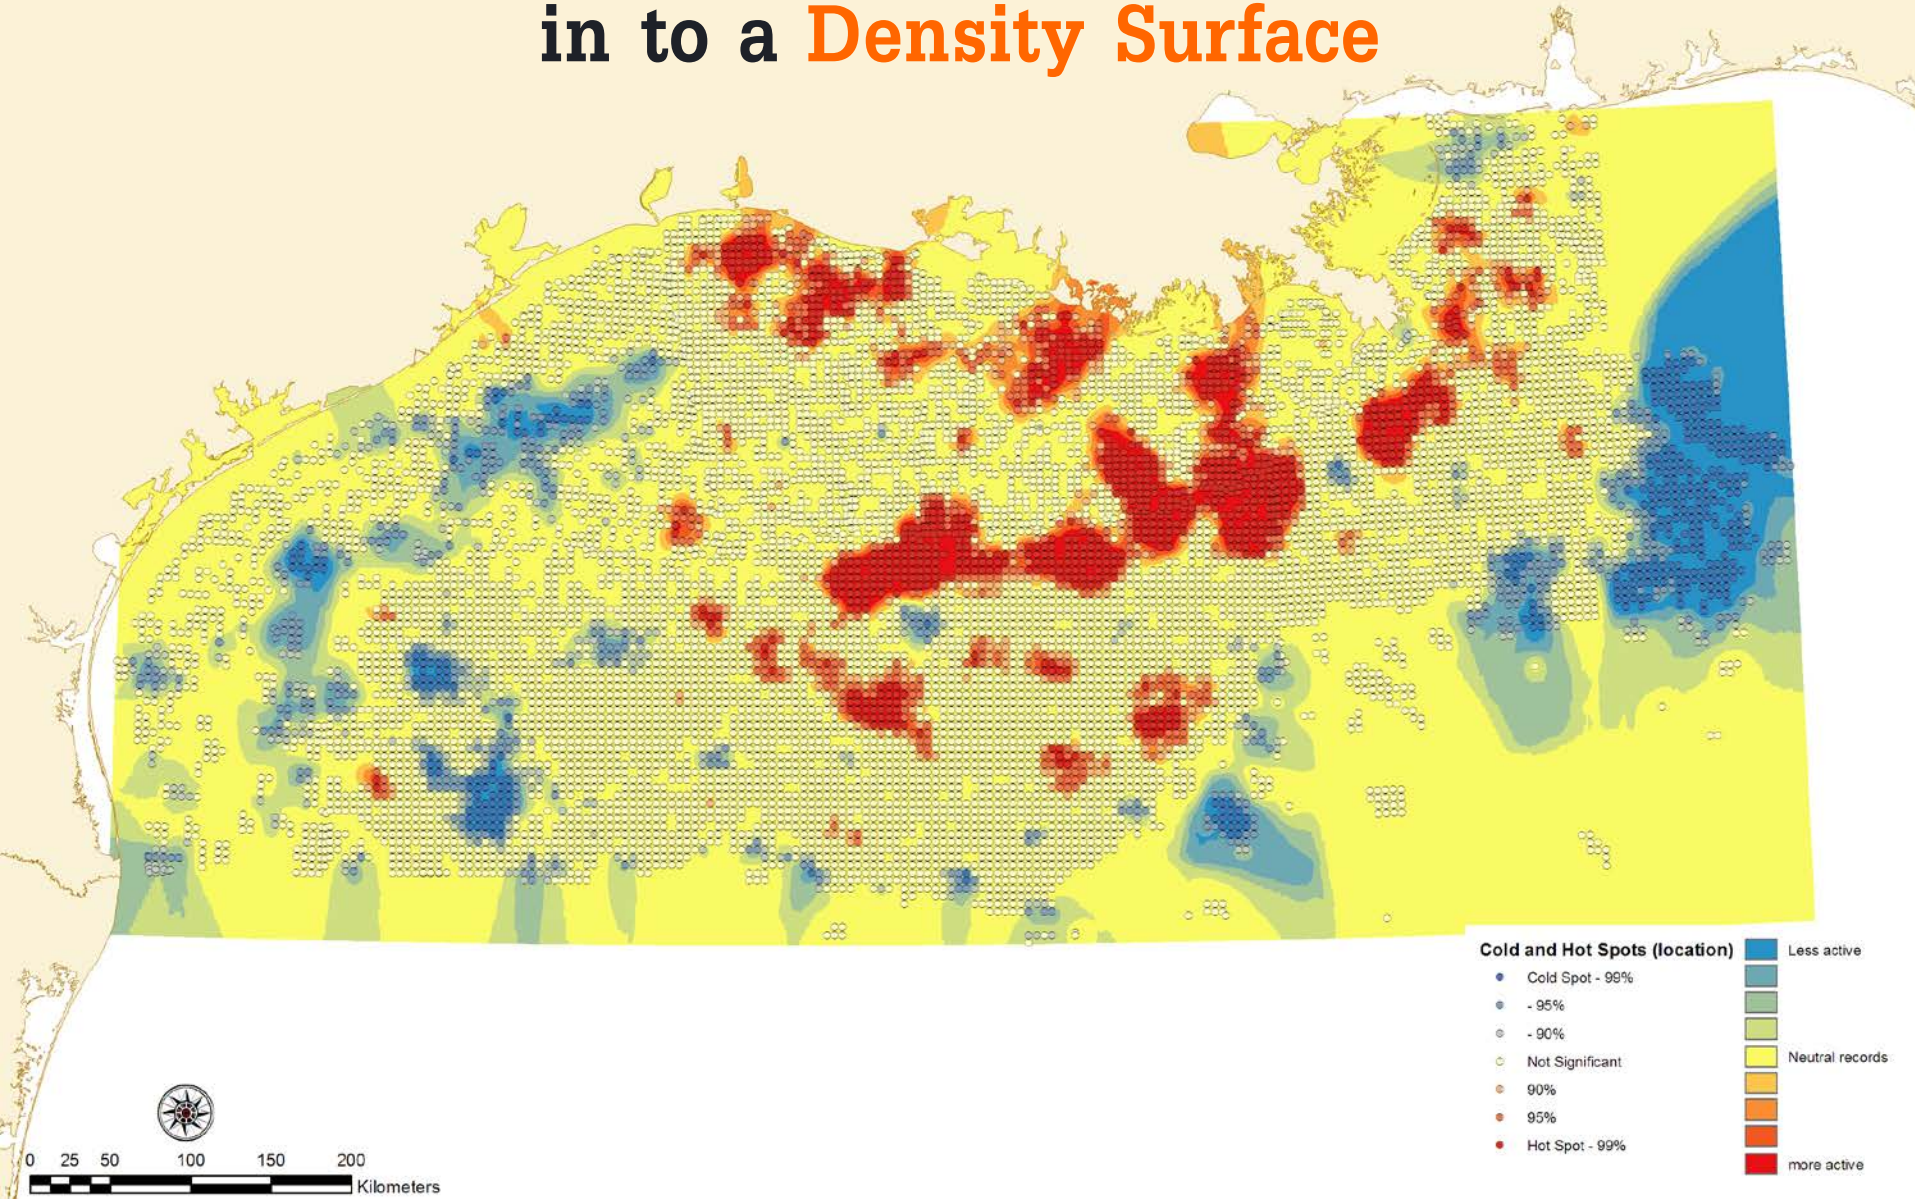 in to a Density Surface
Cold and Hot Spots (location)
Cold Spot - 99%
- 95%
- 90%
Not Significant
90%
95%
Hot Spot - 99%
Less active
Neutral records
more active
0 25 50 100 150 200
Kilometers